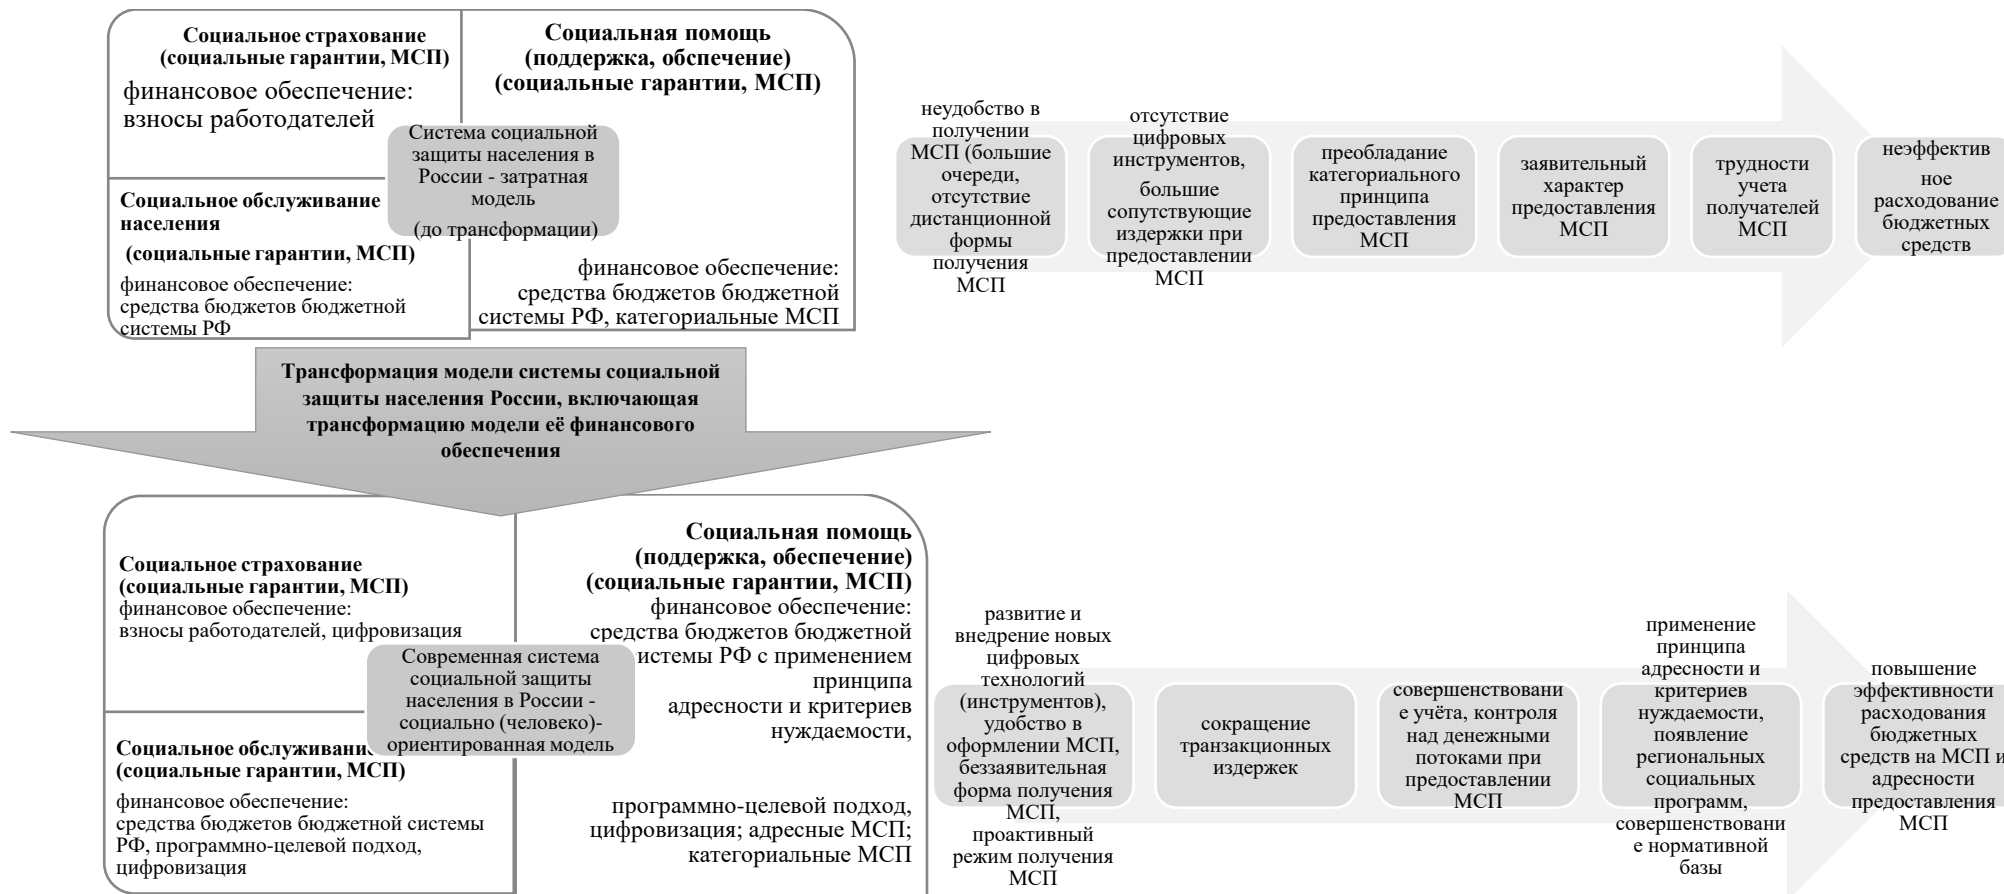 Социальное страхование
(социальные гарантии, МСП)
финансовое обеспечение:
взносы работодателей
Социальная помощь
(поддержка, обспечение)
(социальные гарантии, МСП)
финансовое обеспечение:
средства бюджетов бюджетной
системы РФ, категориальные МСП
Система социальной
защиты населения в
России - затратная
модель
(до трансформации)
Социальное обслуживание
населения
(социальные гарантии, МСП)
финансовое обеспечение:
средства бюджетов бюджетной
системы РФ
неудобство в
получении
МСП (большие
очереди,
отсутствие
дистанционной
формы
получения
МСП
отсутствие
цифровых
инструментов,
большие
сопутствующие
издержки при
предоставлении
МСП
преобладание
категориального
принципа
предоставления
МСП
заявительный
характер
предоставления
МСП
трудности
учета
получателей
МСП
неэффектив
ное
расходование
бюджетных
средств
Трансформация модели системы социальной
защиты населения России, включающая
трансформацию модели её финансового
обеспечения
Социальное страхование
(социальные гарантии, МСП)
финансовое обеспечение:
взносы работодателей, цифровизация
Социальная помощь
(поддержка, обеспечение)
(социальные гарантии, МСП)
финансовое обеспечение:
средства бюджетов бюджетной
истемы РФ с применением
принципа
адресности и критериев
нуждаемости,
программно-целевой подход,
цифровизация; адресные МСП;
категориальные МСП
Современная система
социальной защиты
населения в России -
социально (человеко)-
ориентированная модель
Социальное обслуживание
(социальные гарантии, МСП)
финансовое обеспечение:
средства бюджетов бюджетной системы
РФ, программно-целевой подход,
цифровизация
развитие и
внедрение новых
цифровых
технологий
(инструментов),
удобство в
оформлении МСП,
беззаявительная
форма получения
МСП,
проактивный
режим получения
МСП
сокращение
транзакционных
издержек
совершенствовани
е учёта, контроля
над денежными
потоками при
предоставлении
МСП
применение
принципа
адресности и
критериев
нуждаемости,
появление
региональных
социальных
программ,
совершенствовани
е нормативной
базы
повышение
эффективности
расходования
бюджетных
средств на МСП и
адресности
предоставления
МСП